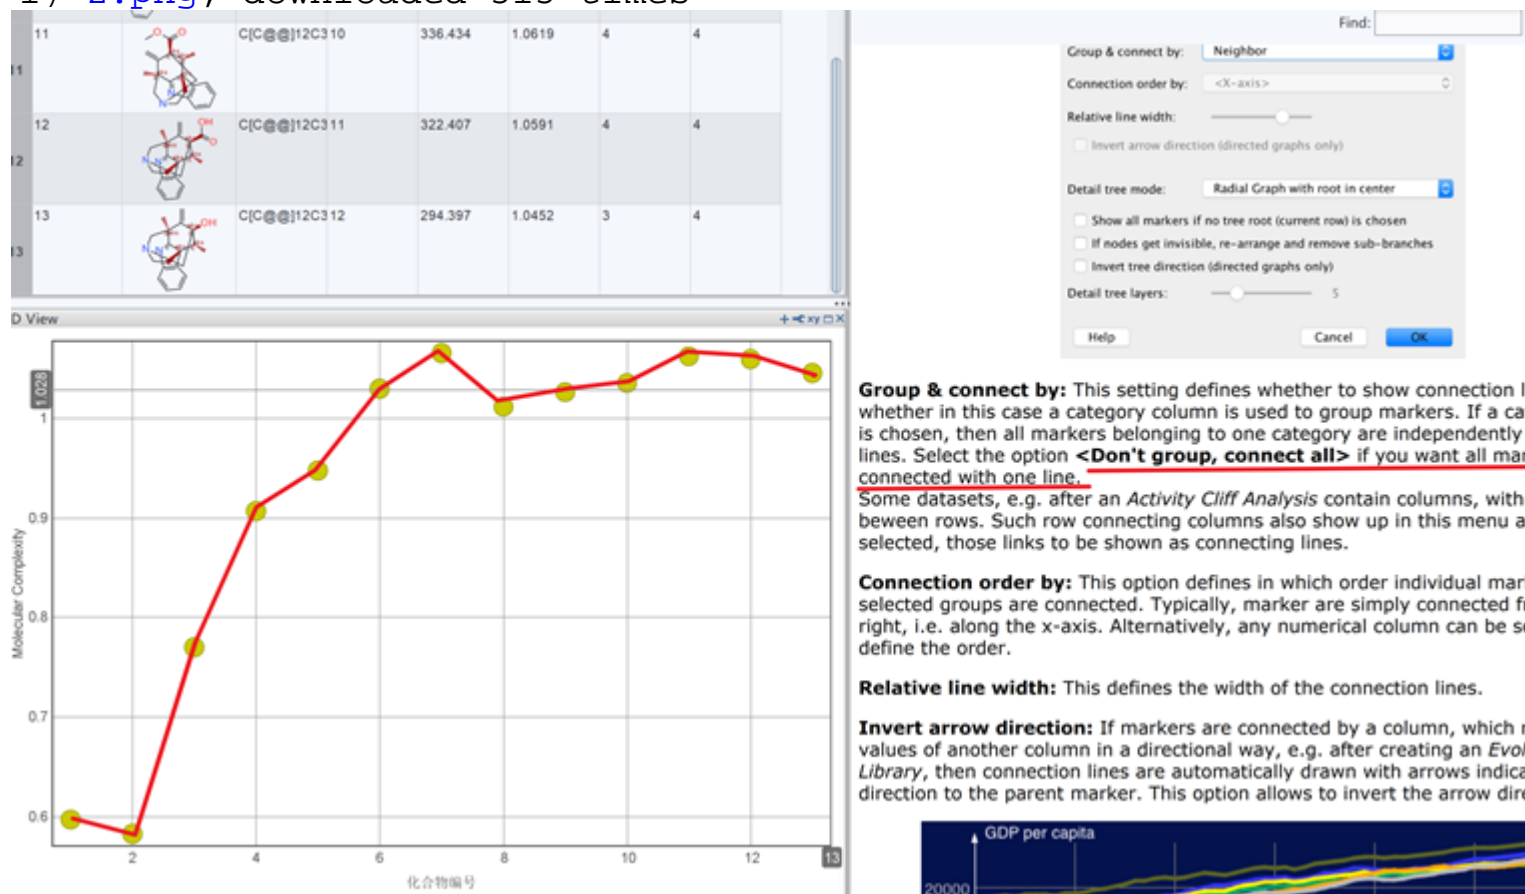 1) 2.png, downloaded 515 times
11 C[C@@]12C310 336.434 1.0619 4 4
11
12 C[C@@]12C311 322.407 1.0591 4 4
12
13 C[C@@]12C312 294.397 1.0452 3 4
13
D View
1.028
1
0.9
0.8
0.7
0.6
Molecular Complexity
2 4 6 8 10 12 13
化合物编号
Find:
Group & connect by: Neighbor
Connection order by: <X-axis>
Relative line width:
Invert arrow direction (directed graphs only)
Detail tree mode: Radial Graph with root in center
Show all markers if no tree root (current row) is chosen
If nodes get invisible, re-arrange and remove sub-branches
Invert tree direction (directed graphs only)
Detail tree layers: 5
Help Cancel OK
Group & connect by: This setting defines whether to show connection l
whether in this case a category column is used to group markers. If a ca
is chosen, then all markers belonging to one category are independently
lines. Select the option <Don't group, connect all> if you want all mar
connected with one line.
Some datasets, e.g. after an Activity Cliff Analysis contain columns, with
beween rows. Such row connecting columns also show up in this menu a
selected, those links to be shown as connecting lines.
Connection order by: This option defines in which order individual mar
selected groups are connected. Typically, marker are simply connected f
right, i.e. along the x-axis. Alternatively, any numerical column can be s
define the order.
Relative line width: This defines the width of the connection lines.
Invert arrow direction: If markers are connected by a column, which
values of another column in a directional way, e.g. after creating an Evol
Library, then connection lines are automatically drawn with arrows indica
direction to the parent marker. This option allows to invert the arrow dir
GDP per capita
20000